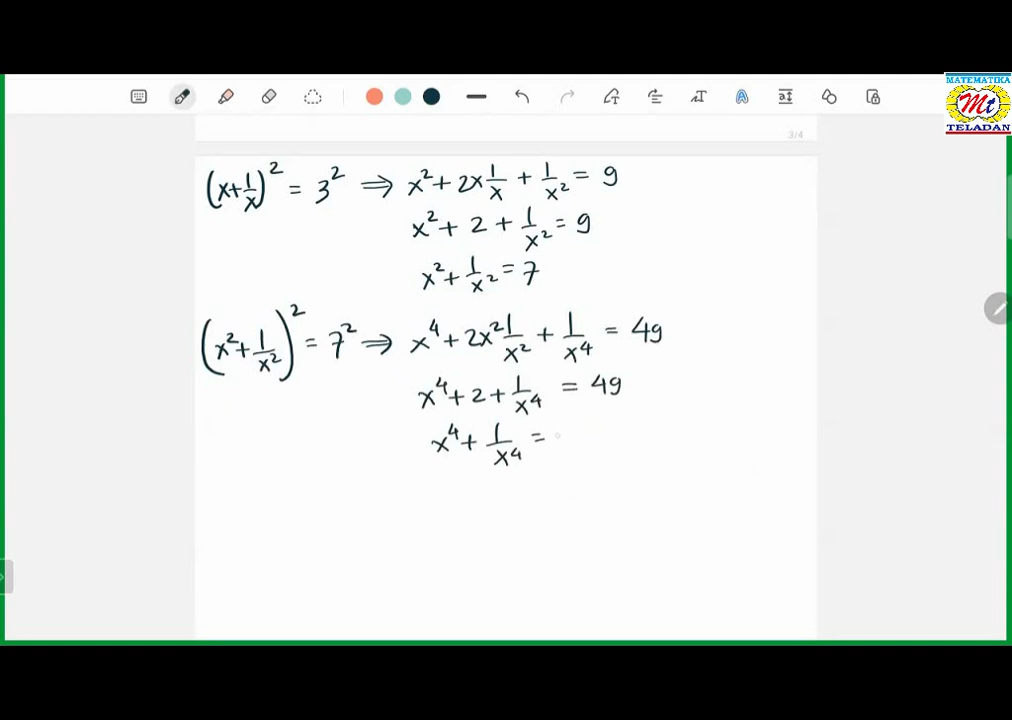 MATEMATIKA
Mt
TELADAN
3/4
(x+1/x)² = 3² ⟹ x² + 2x 1/x + 1/x² = 9
x² + 2 + 1/x² = 9
x² + 1/x² = 7
(x² + 1/x²)² = 7² ⟹ x⁴ + 2x² 1/x² + 1/x⁴ = 49
x⁴ + 2 + 1/x⁴ = 49
x⁴ + 1/x⁴ =